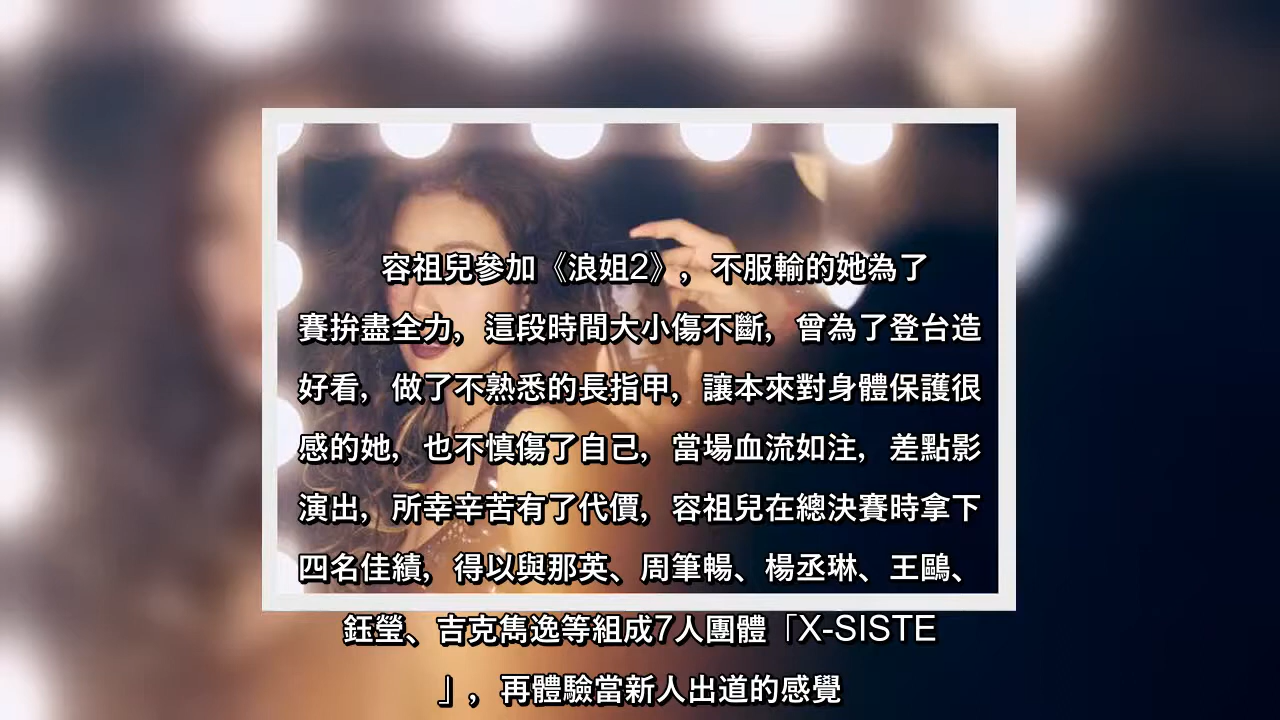 容祖兒參加《浪姐2》，不服輸的她為了
賽拚盡全力，這段時間大小傷不斷，曾為了登台造
好看，做了不熟悉的長指甲，讓本來對身體保護很
感的她，也不慎傷了自己，當場血流如注，差點影
演出，所幸辛苦有了代價，容祖兒在總決賽時拿下
四名佳績，得以與那英、周筆暢、楊丞琳、王鷗、
鈺瑩、吉克雋逸等組成7人團體「X-SISTE
」，再體驗當新人出道的感覺